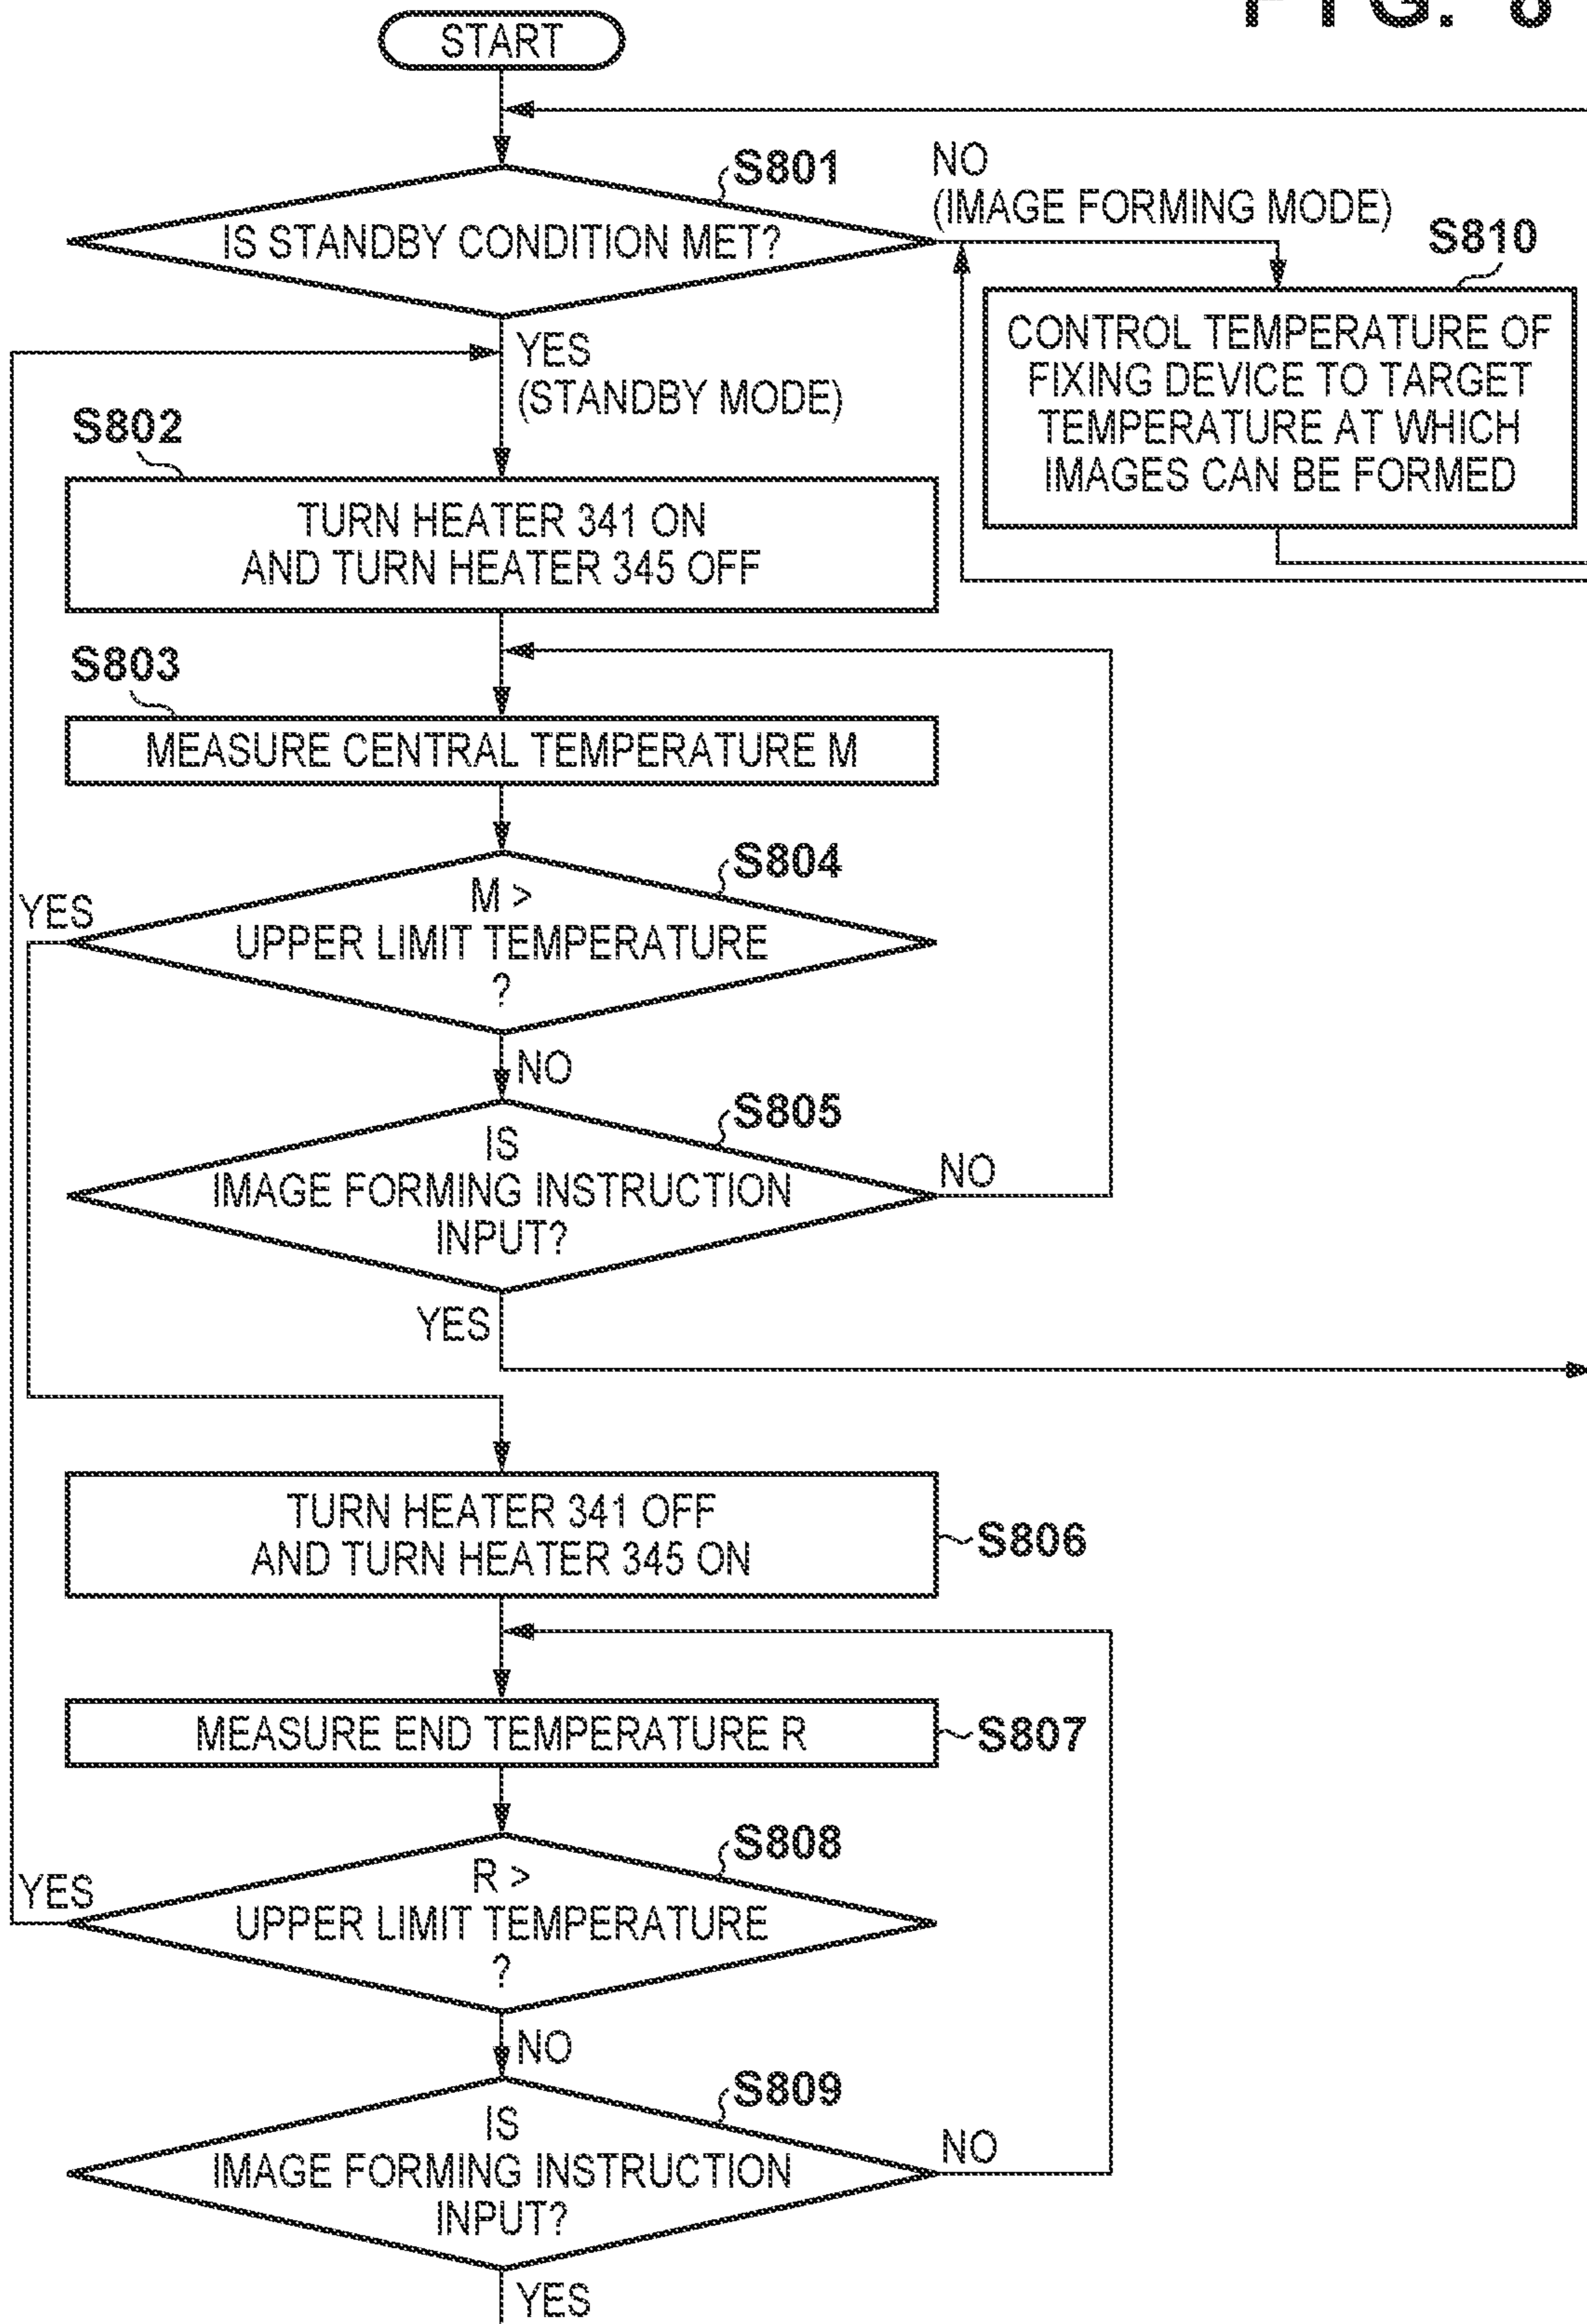 FIG. 8
START
S801
IS STANDBY CONDITION MET?
NO
(IMAGE FORMING MODE)
S810
CONTROL TEMPERATURE OF
FIXING DEVICE TO TARGET
TEMPERATURE AT WHICH
IMAGES CAN BE FORMED
YES
(STANDBY MODE)
S802
TURN HEATER 341 ON
AND TURN HEATER 345 OFF
S803
MEASURE CENTRAL TEMPERATURE M
S804
M >
UPPER LIMIT TEMPERATURE
?
YES
NO
S805
IS
IMAGE FORMING INSTRUCTION
INPUT?
NO
YES
TURN HEATER 341 OFF
AND TURN HEATER 345 ON
S806
MEASURE END TEMPERATURE R
S807
S808
R >
UPPER LIMIT TEMPERATURE
?
YES
NO
S809
IS
IMAGE FORMING INSTRUCTION
INPUT?
NO
YES